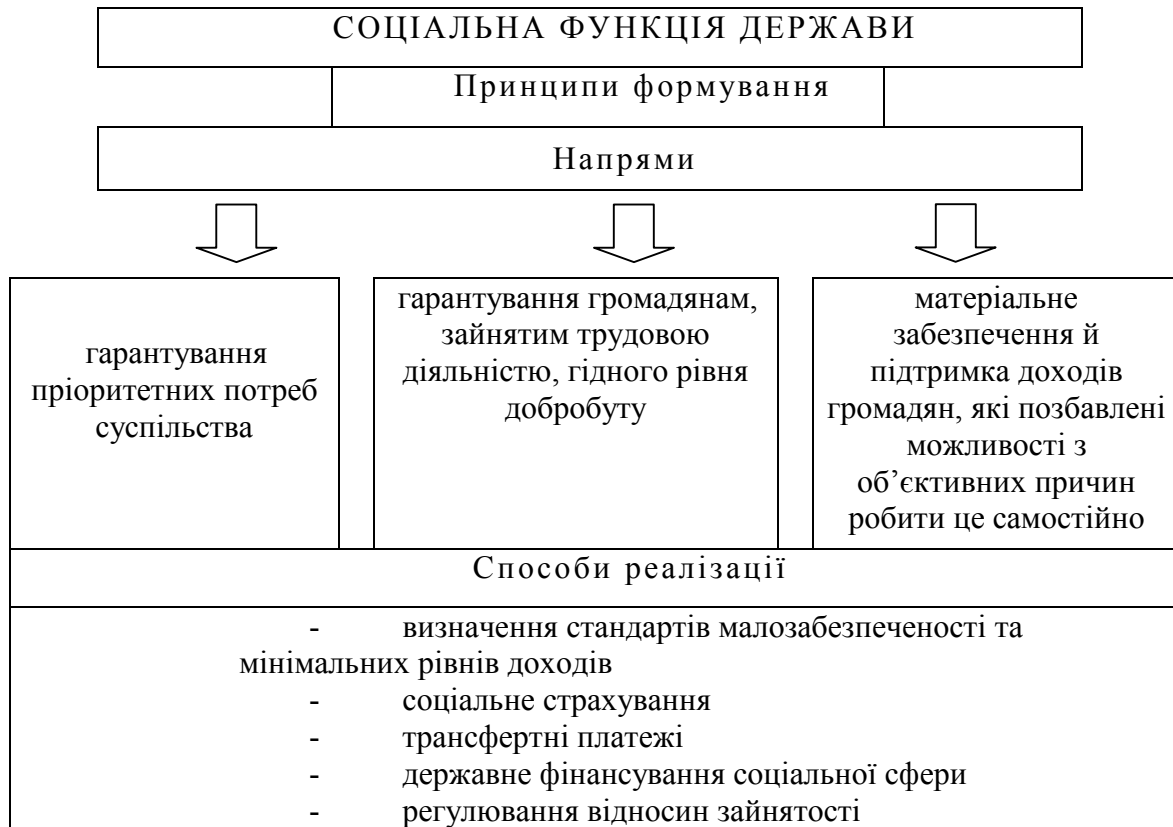 СОЦІАЛЬНА ФУНКЦІЯ ДЕРЖАВИ
Принципи формування
Напрями
гарантування
пріоритетних потреб
суспільства
гарантування громадянам,
зайнятим трудовою
діяльністю, гідного рівня
добробуту
матеріальне
забезпечення й
підтримка доходів
громадян, які позбавлені
можливості з
об’єктивних причин
робити це самостійно
Способи реалізації
- визначення стандартів малозабезпеченості та
мінімальних рівнів доходів
- соціальне страхування
- трансфертні платежі
- державне фінансування соціальної сфери
- регулювання відносин зайнятості